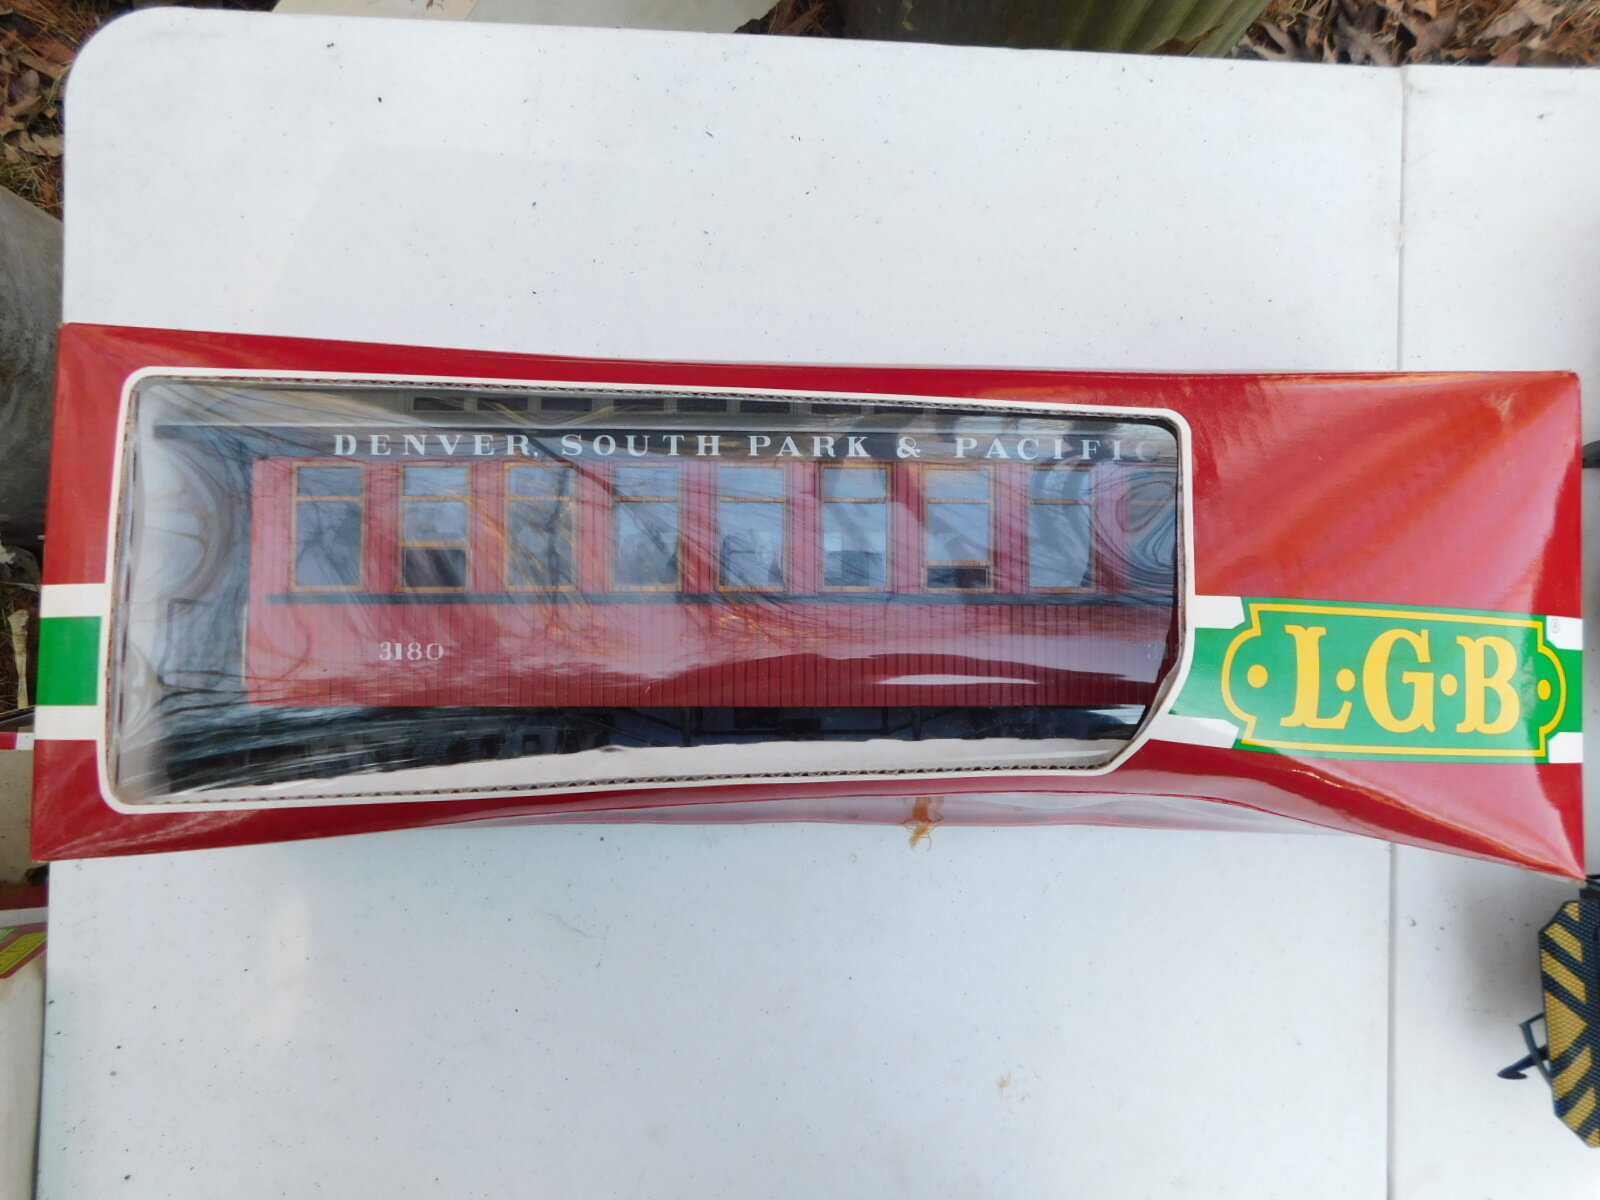 DENVER, SOUTH PARK & PACIFIC
3180
L·G·B
®